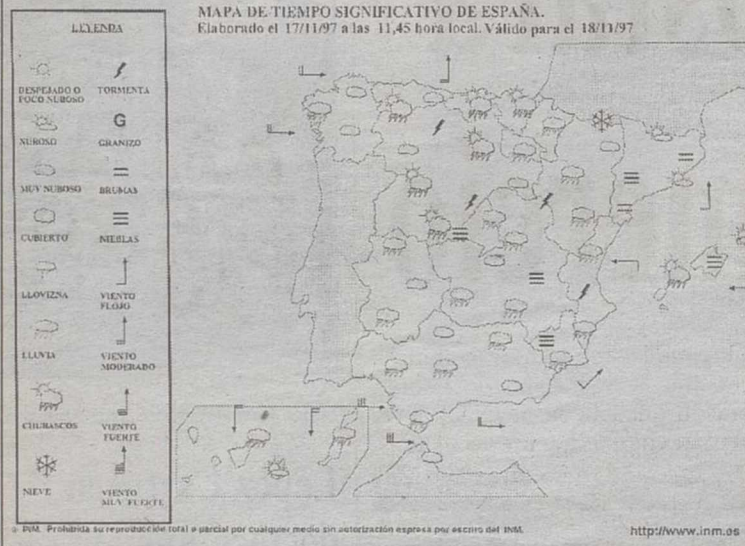 MAPA DE TIEMPO SIGNIFICATIVO DE ESPAÑA.
Elaborado el 17/11/97 a las 11,45 hora local. Válido para el 18/11/97
LEYENDA
DESPEJADO O
POCO NUBOSO
TORMENTA
NUBOSO
G
GRANIZO
MUY NUBOSO
BRUMAS
CUBIERTO
NIEBLAS
LLOVIZNA
VIENTO
FLOJO
LLUVIA
VIENTO
MODERADO
CHUBASCOS
VIENTO
FUERTE
NIEVE
VIENTO
MUY FUERTE
© INM. Prohibida su reproducción total o parcial por cualquier medio sin autorización expresa por escrito del INM.
http://www.inm.es